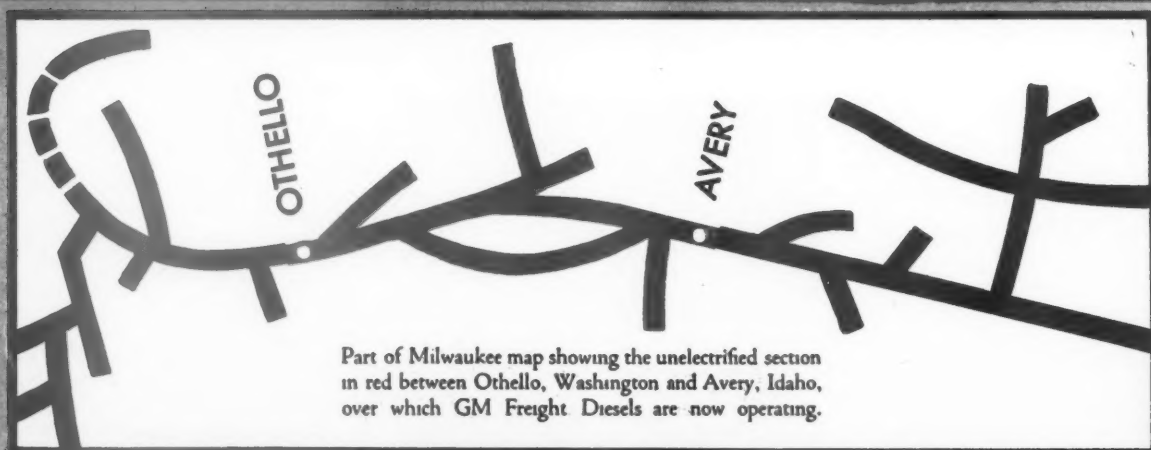 OTHELLO
AVERY
Part of Milwaukee map showing the unelectrified section
in red between Othello, Washington and Avery, Idaho,
over which GM Freight Diesels are now operating.